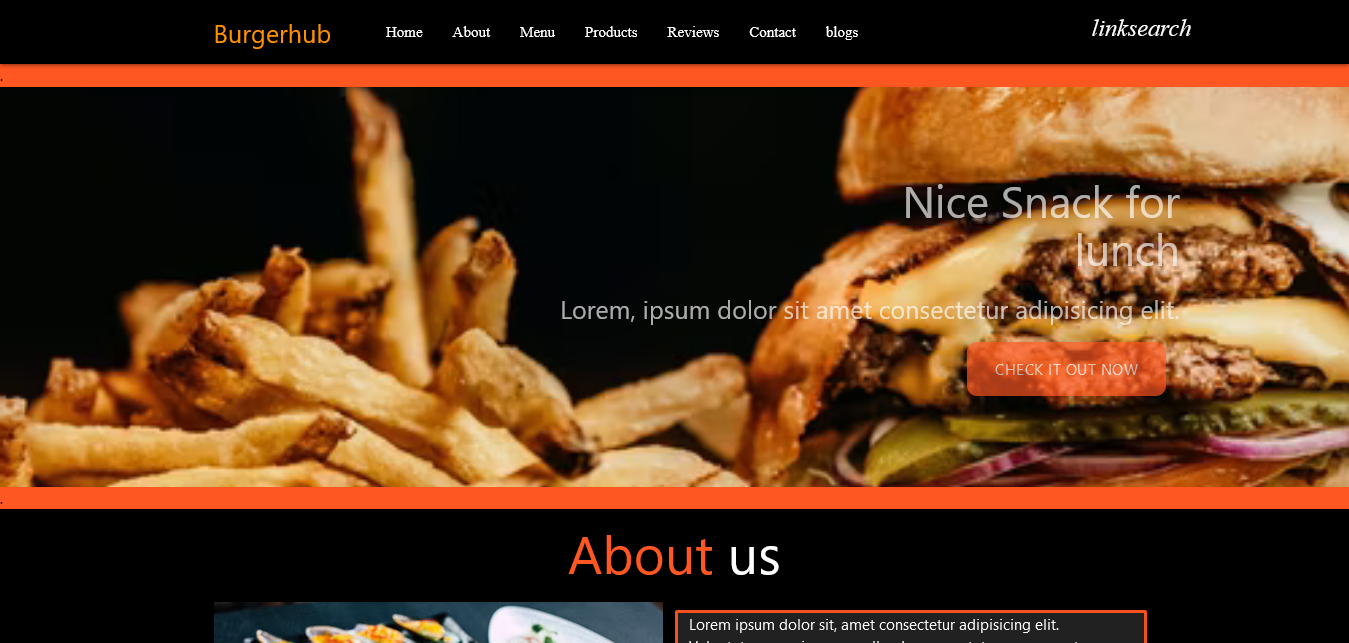 Burgerhub Home About Menu Products Reviews Contact blogs linksearch
.
Nice Snack for
lunch
Lorem, ipsum dolor sit amet consectetur adipisicing elit.
CHECK IT OUT NOW
.
About us
Lorem ipsum dolor sit, amet consectetur adipisicing elit.